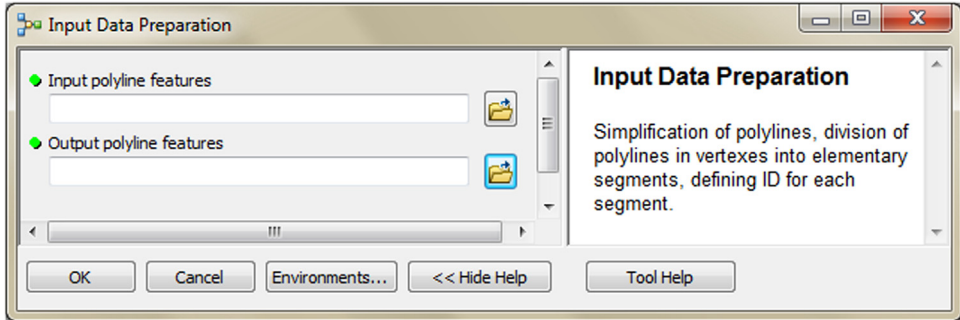 Input Data Preparation
Input polyline features
Output polyline features
Input Data Preparation
Simplification of polylines, division of
polylines in vertexes into elementary
segments, defining ID for each
segment.
OK
Cancel
Environments...
<< Hide Help
Tool Help